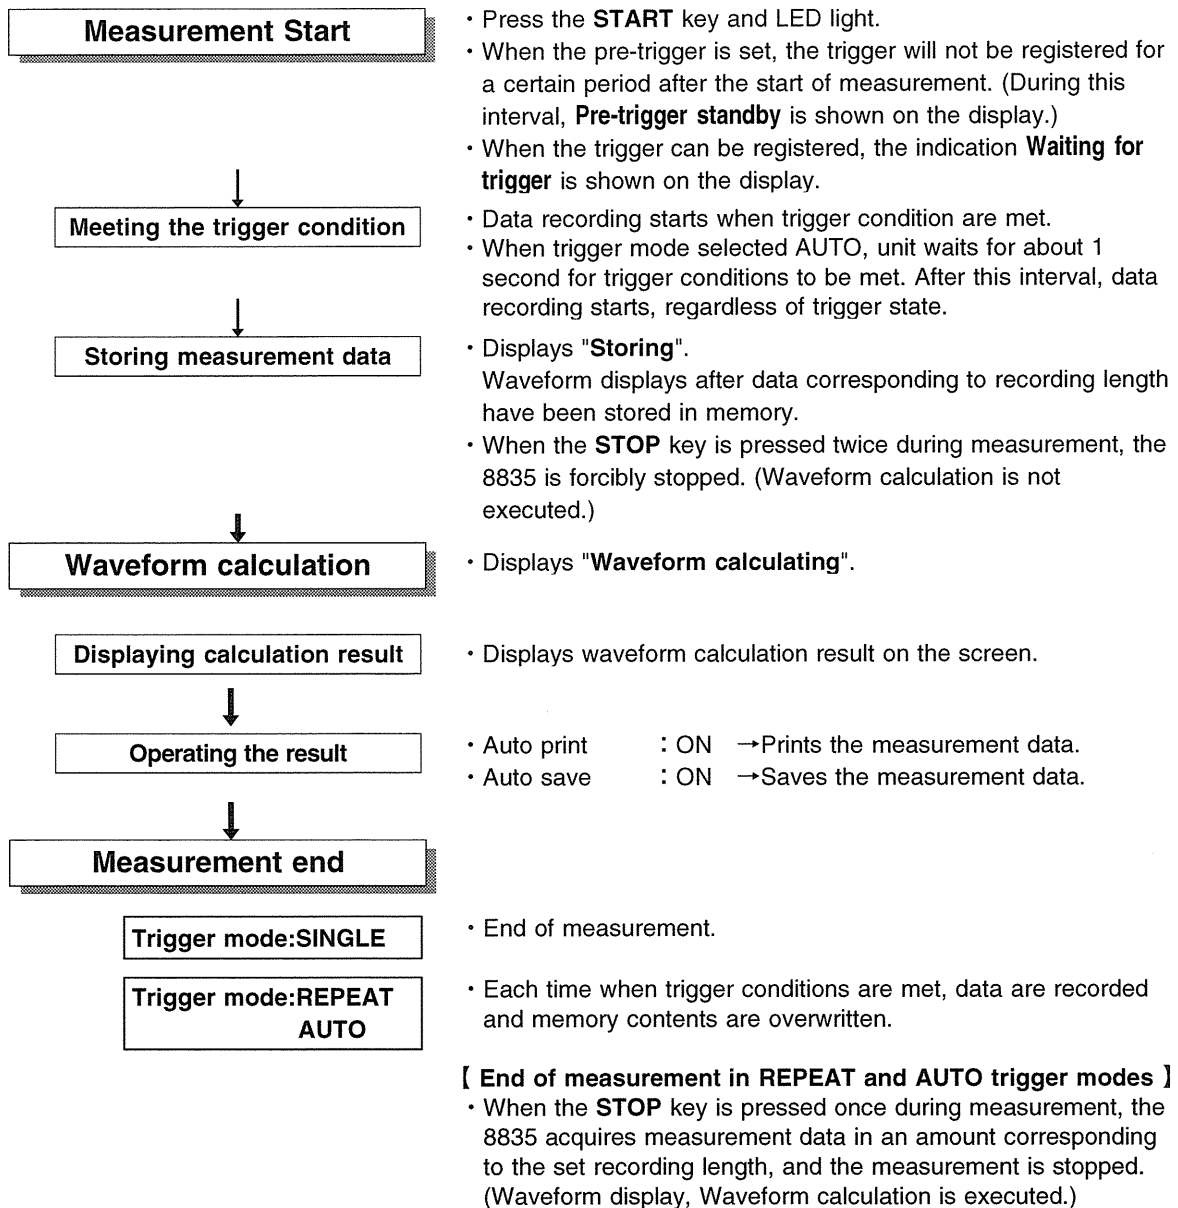 Measurement Start
・Press the START key and LED light.
・When the pre-trigger is set, the trigger will not be registered for
a certain period after the start of measurement. (During this
interval, Pre-trigger standby is shown on the display.)
・When the trigger can be registered, the indication Waiting for
trigger is shown on the display.
Meeting the trigger condition
・Data recording starts when trigger condition are met.
・When trigger mode selected AUTO, unit waits for about 1
second for trigger conditions to be met. After this interval, data
recording starts, regardless of trigger state.
Storing measurement data
・Displays "Storing".
Waveform displays after data corresponding to recording length
have been stored in memory.
・When the STOP key is pressed twice during measurement, the
8835 is forcibly stopped. (Waveform calculation is not
executed.)
Waveform calculation
・Displays "Waveform calculating".
Displaying calculation result
・Displays waveform calculation result on the screen.
Operating the result
・Auto print : ON →Prints the measurement data.
・Auto save : ON →Saves the measurement data.
Measurement end
Trigger mode:SINGLE
・End of measurement.
Trigger mode:REPEAT
AUTO
・Each time when trigger conditions are met, data are recorded
and memory contents are overwritten.
【 End of measurement in REPEAT and AUTO trigger modes 】
・When the STOP key is pressed once during measurement, the
8835 acquires measurement data in an amount corresponding
to the set recording length, and the measurement is stopped.
(Waveform display, Waveform calculation is executed.)